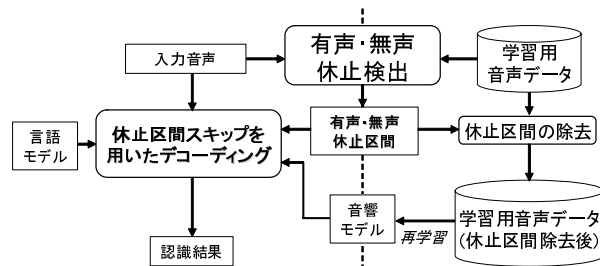 入力音声
有声・無声
休止検出
学習用
音声データ
言語
モデル
休止区間スキップを
用いたデコーディング
有声・無声
休止区間
休止区間の除去
認識結果
音響
モデル
再学習
学習用音声データ
(休止区間除去後)